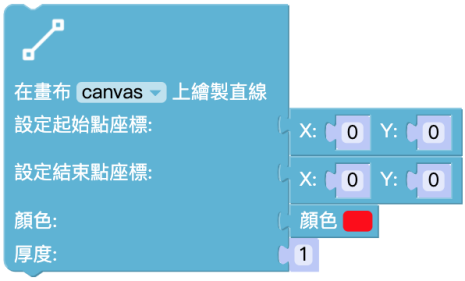 在畫布 canvas 上繪製直線
設定起始點座標: X: 0 Y: 0
設定結束點座標: X: 0 Y: 0
顏色: 顏色
厚度: 1